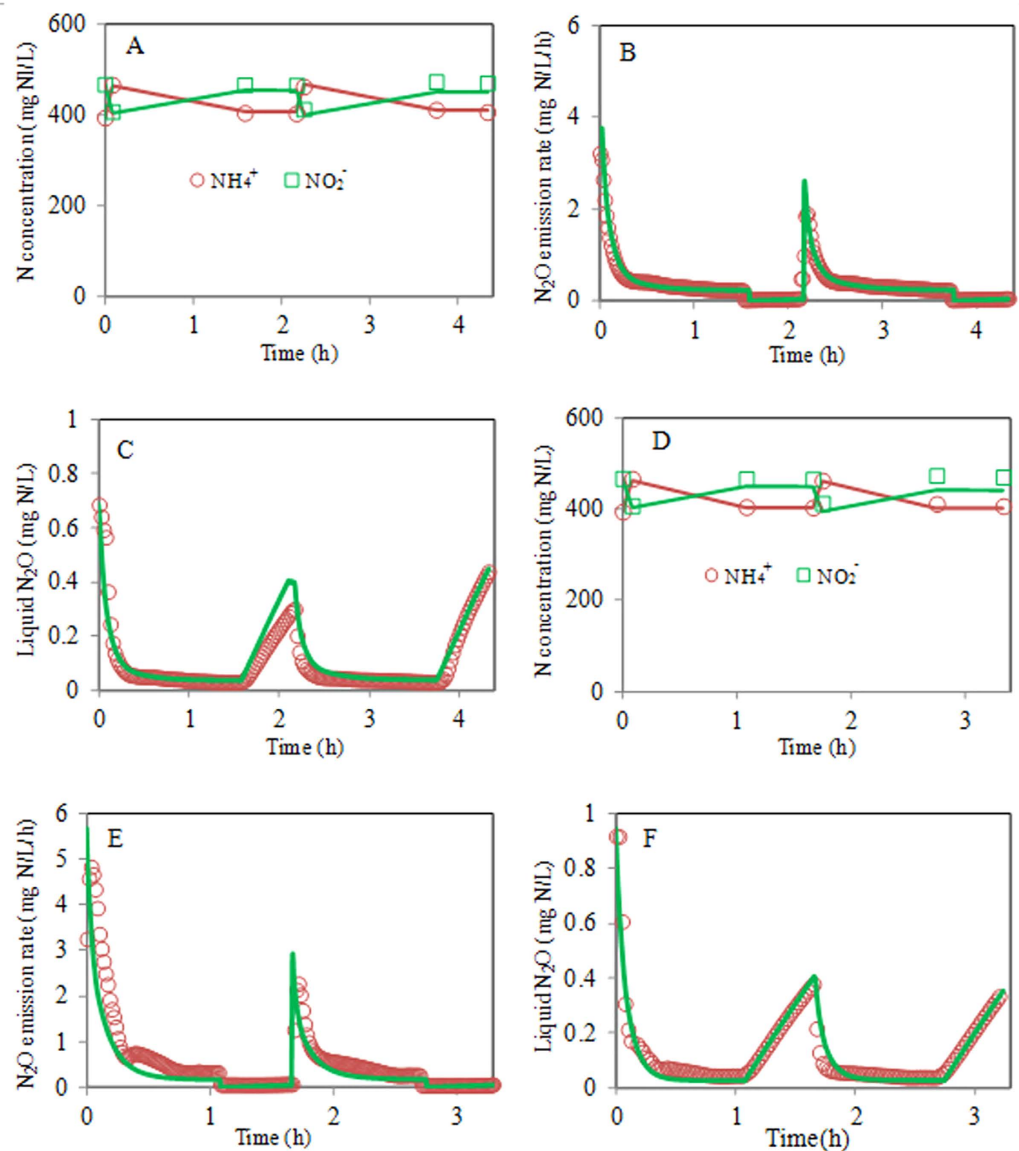 A
N concentration (mg N/L)
600
400
200
0
NH4+
NO2-
0
1
2
3
4
Time (h)
B
N2O emission rate (mg N/L/h)
6
4
2
0
0
1
2
3
4
Time (h)
C
Liquid N2O (mg N/L)
1
0.8
0.6
0.4
0.2
0
0
1
2
3
4
Time (h)
D
N concentration (mg N/L)
600
400
200
0
NH4+
NO2-
0
1
2
3
Time (h)
E
N2O emission rate (mg N/L/h)
6
5
4
3
2
1
0
0
1
2
3
Time (h)
F
Liquid N2O (mg N/L)
1
0.8
0.6
0.4
0.2
0
0
1
2
3
Time(h)